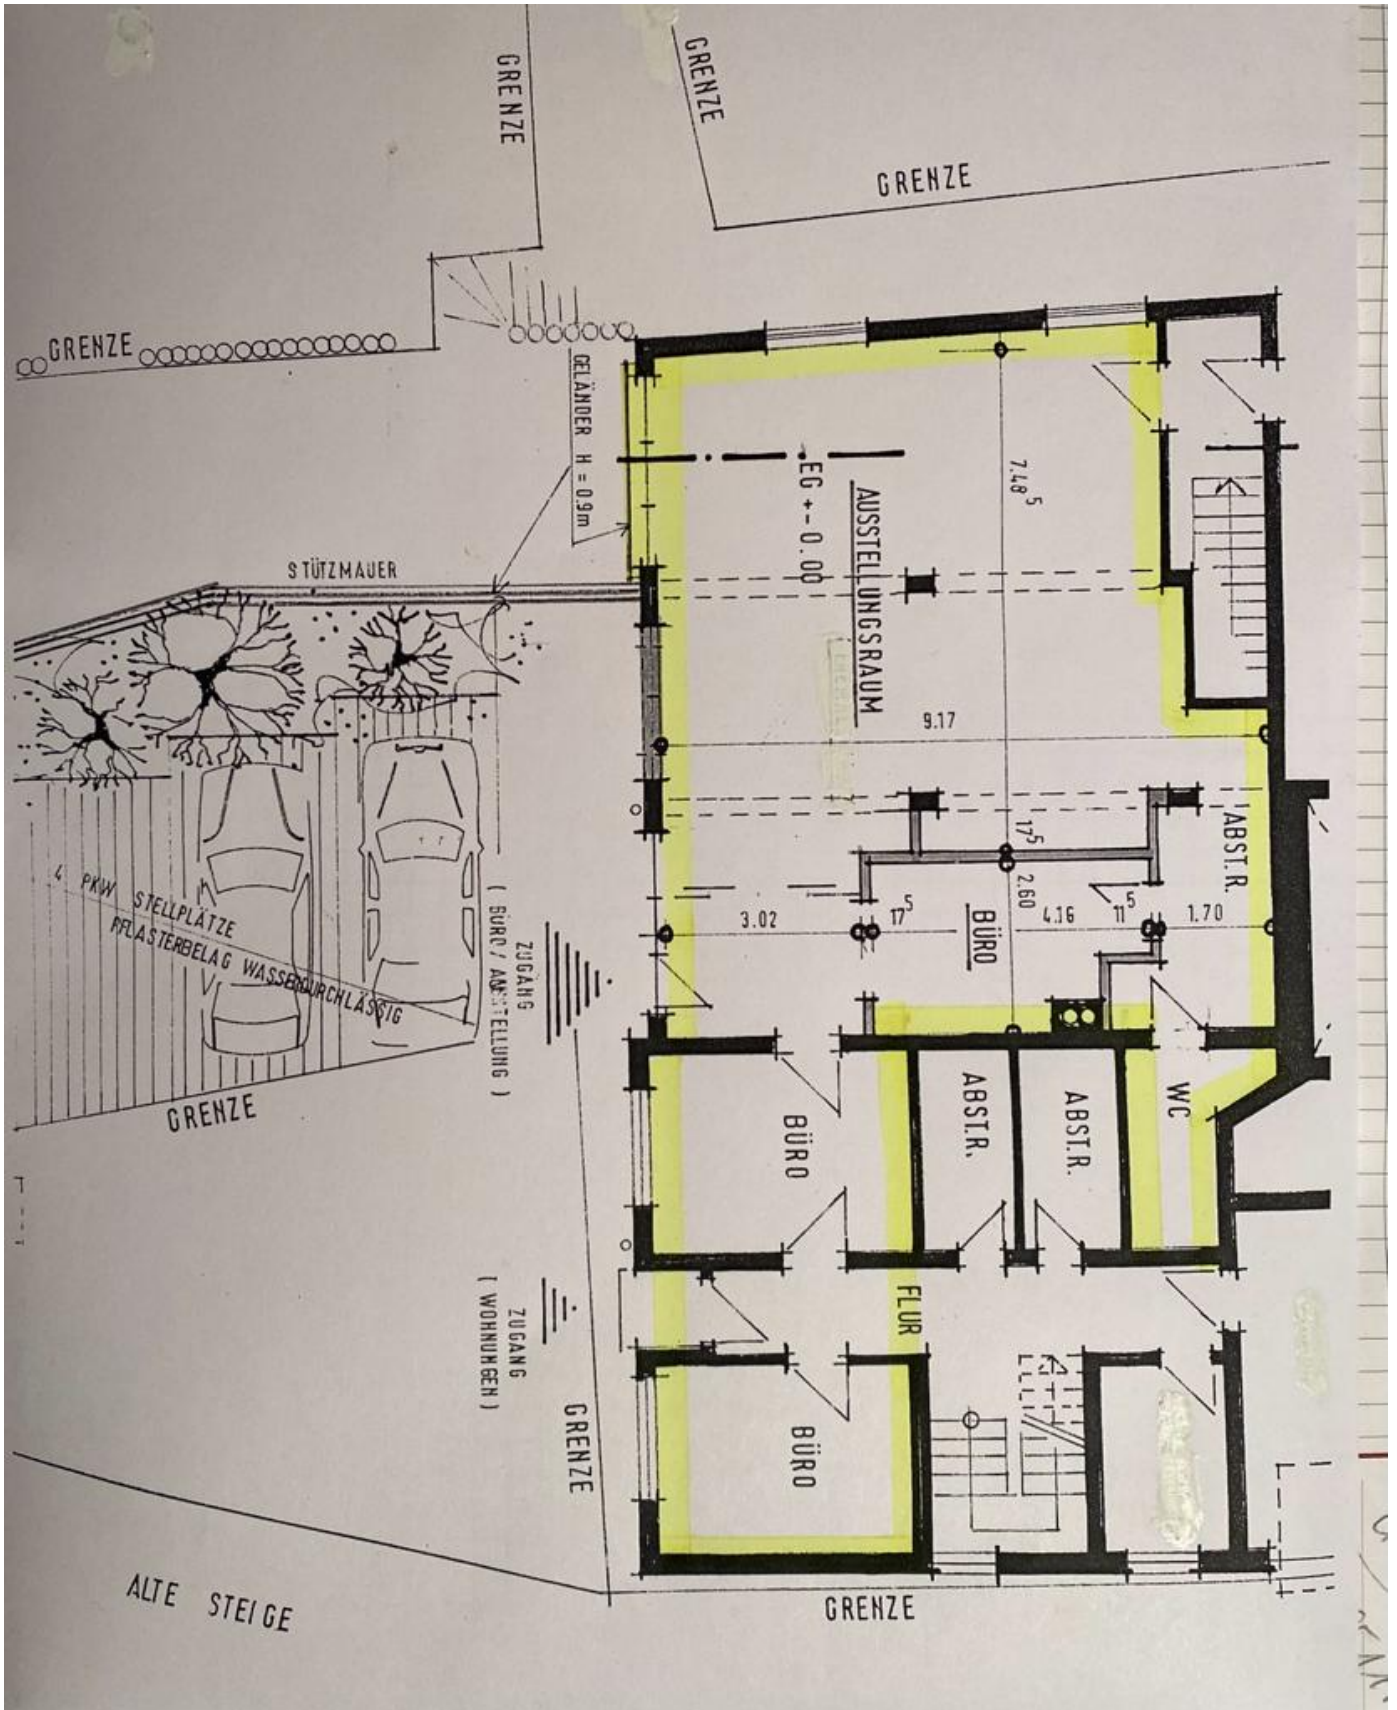 GRENZE
GRENZE
GRENZE
GRENZE
GELÄNDER H = 0.9m
STÜTZMAUER
EG +- 0.00
AUSSTELLUNGSRAUM
7.48⁵
9.17
17⁵
2.60
ABST.R.
3.02
17⁵
BÜRO
4.16
11⁵
1.70
4 PKW STELLPLÄTZE
PFLASTERBELAG WASSERDURCHLÄSSIG
ZUGANG
( BÜRO / AUSSTELLUNG )
GRENZE
BÜRO
ABST.R.
ABST.R.
WC
ZUGANG
( WOHNUNGEN )
FLUR
GRENZE
BÜRO
ALTE STEIGE
GRENZE